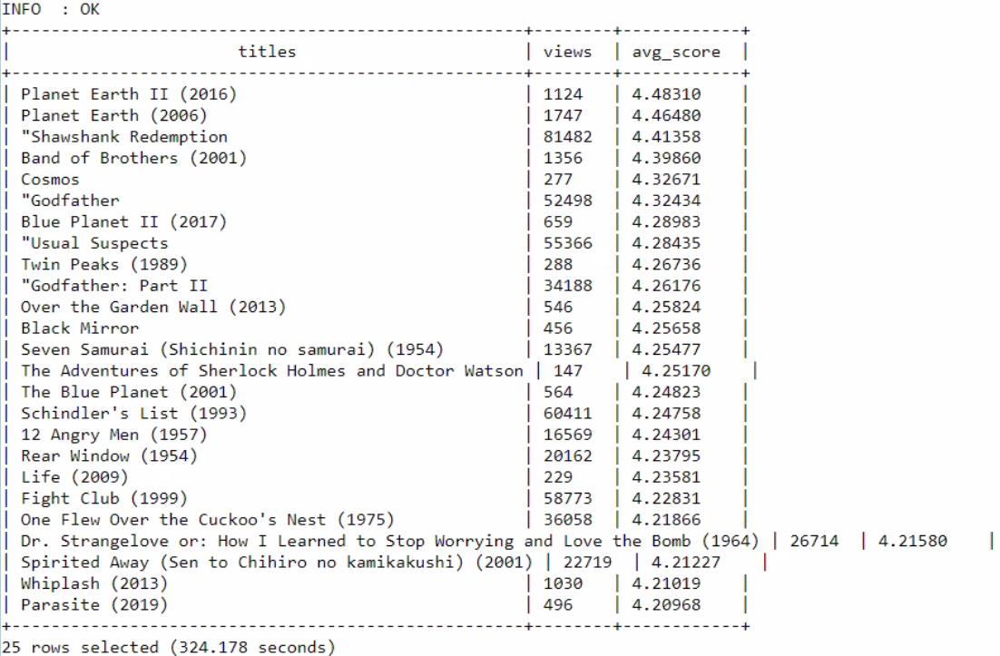 INFO  : OK
+----------------------------------------------------+--------+------------+
|                       titles                       | views  | avg_score  |
+----------------------------------------------------+--------+------------+
| Planet Earth II (2016)                             | 1124   | 4.48310    |
| Planet Earth (2006)                                | 1747   | 4.46480    |
| "Shawshank Redemption                              | 81482  | 4.41358    |
| Band of Brothers (2001)                            | 1356   | 4.39860    |
| Cosmos                                             | 277    | 4.32671    |
| "Godfather                                         | 52498  | 4.32434    |
| Blue Planet II (2017)                              | 659    | 4.28983    |
| "Usual Suspects                                    | 55366  | 4.28435    |
| Twin Peaks (1989)                                  | 288    | 4.26736    |
| "Godfather: Part II                                | 34188  | 4.26176    |
| Over the Garden Wall (2013)                        | 546    | 4.25824    |
| Black Mirror                                       | 456    | 4.25658    |
| Seven Samurai (Shichinin no samurai) (1954)        | 13367  | 4.25477    |
| The Adventures of Sherlock Holmes and Doctor Watson | 147    | 4.25170    |
| The Blue Planet (2001)                             | 564    | 4.24823    |
| Schindler's List (1993)                            | 60411  | 4.24758    |
| 12 Angry Men (1957)                                | 16569  | 4.24301    |
| Rear Window (1954)                                 | 20162  | 4.23795    |
| Life (2009)                                        | 229    | 4.23581    |
| Fight Club (1999)                                  | 58773  | 4.22831    |
| One Flew Over the Cuckoo's Nest (1975)             | 36058  | 4.21866    |
| Dr. Strangelove or: How I Learned to Stop Worrying and Love the Bomb (1964) | 26714  | 4.21580    |
| Spirited Away (Sen to Chihiro no kamikakushi) (2001) | 22719  | 4.21227    |
| Whiplash (2013)                                    | 1030   | 4.21019    |
| Parasite (2019)                                    | 496    | 4.20968    |
+----------------------------------------------------+--------+------------+
25 rows selected (324.178 seconds)